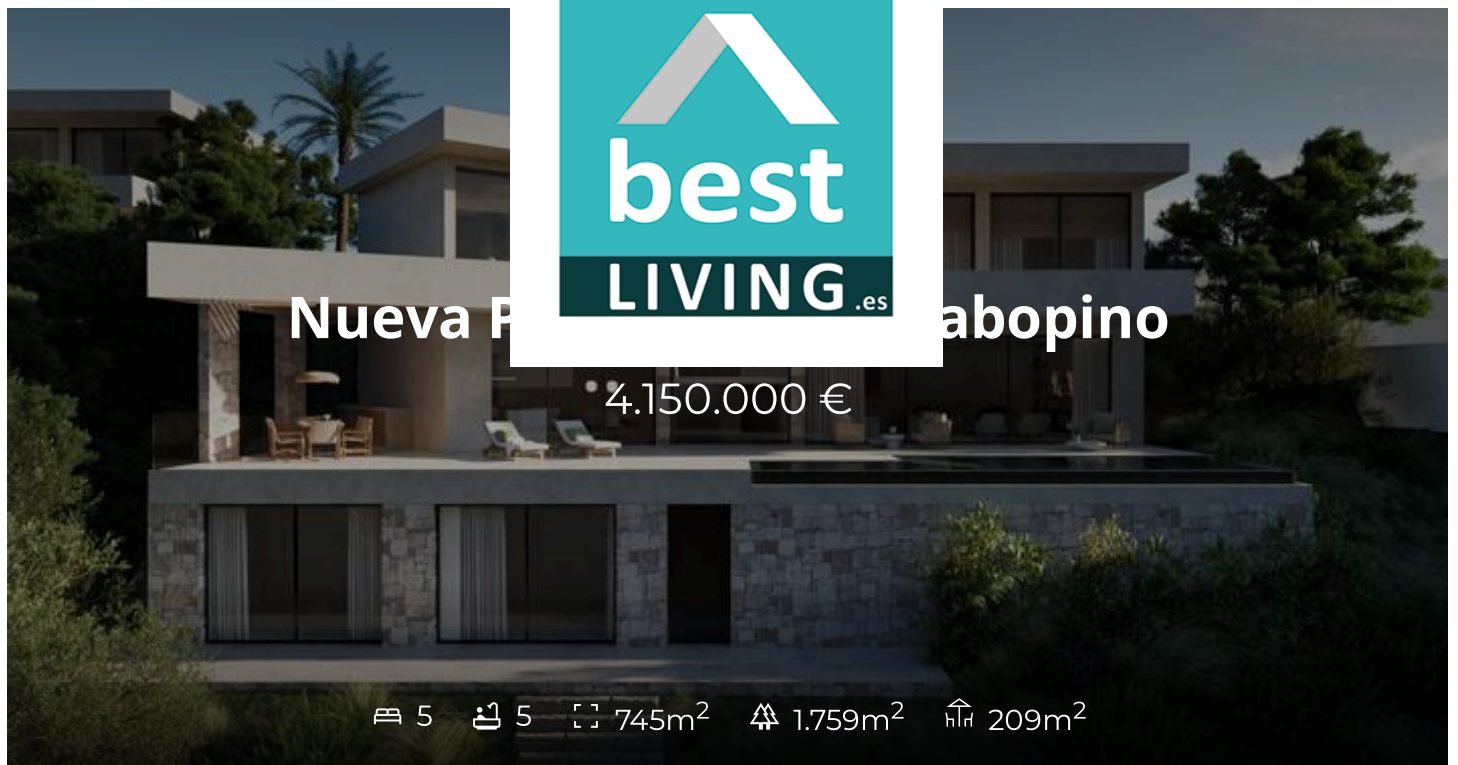 best
LIVING.es
Nueva P abopino
4.150.000 €
5 5 745m² 1.759m² 209m²